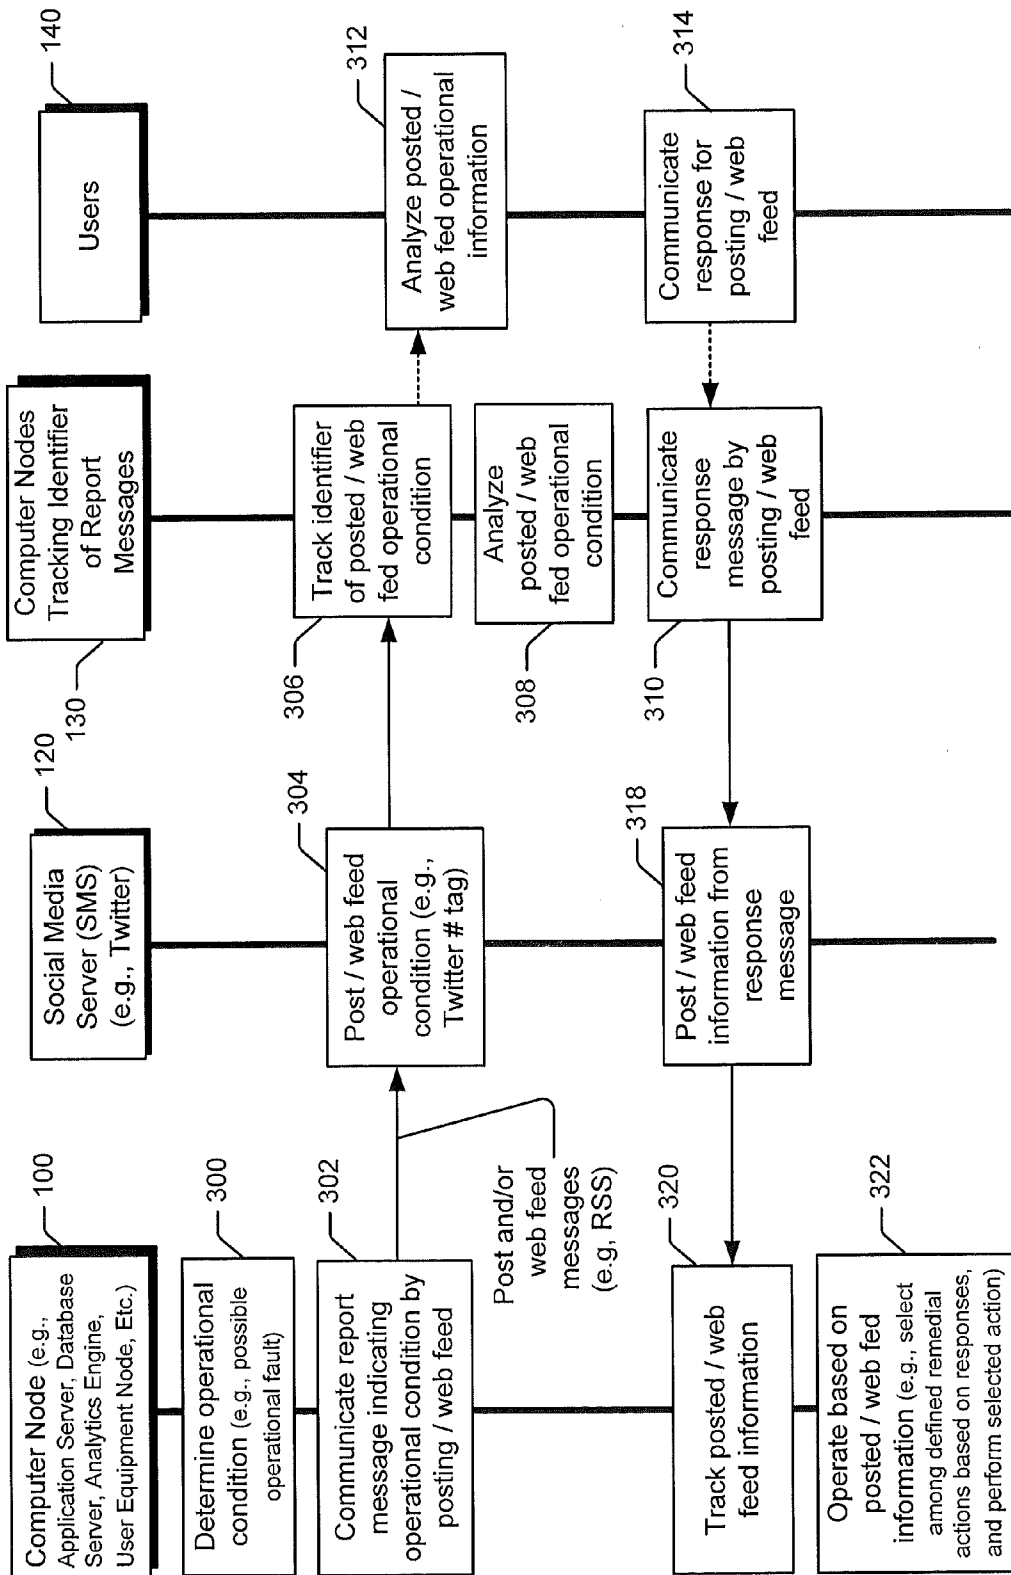 Computer Node (e.g.,
Application Server, Database
Server, Analytics Engine,
User Equipment Node, Etc.)
100
Social Media
Server (SMS)
(e.g., Twitter)
120
Computer Nodes
Tracking Identifier
of Report
Messages
130
Users
140
Determine operational
condition (e.g., possible
operational fault)
300
Communicate report
message indicating
operational condition by
posting / web feed
302
Post and/or
web feed
messages
(e.g, RSS)
Post / web feed
operational
condition (e.g.,
Twitter # tag)
304
Track identifier
of posted / web
fed operational
condition
306
Analyze posted /
web fed operational
information
312
Analyze
posted / web
fed operational
condition
308
Communicate
response for
posting / web
feed
314
Communicate
response
message by
posting / web
feed
310
Post / web feed
information from
response
message
318
Track posted / web
feed information
320
Operate based on
posted / web fed
information (e.g., select
among defined remedial
actions based on responses,
and perform selected action)
322